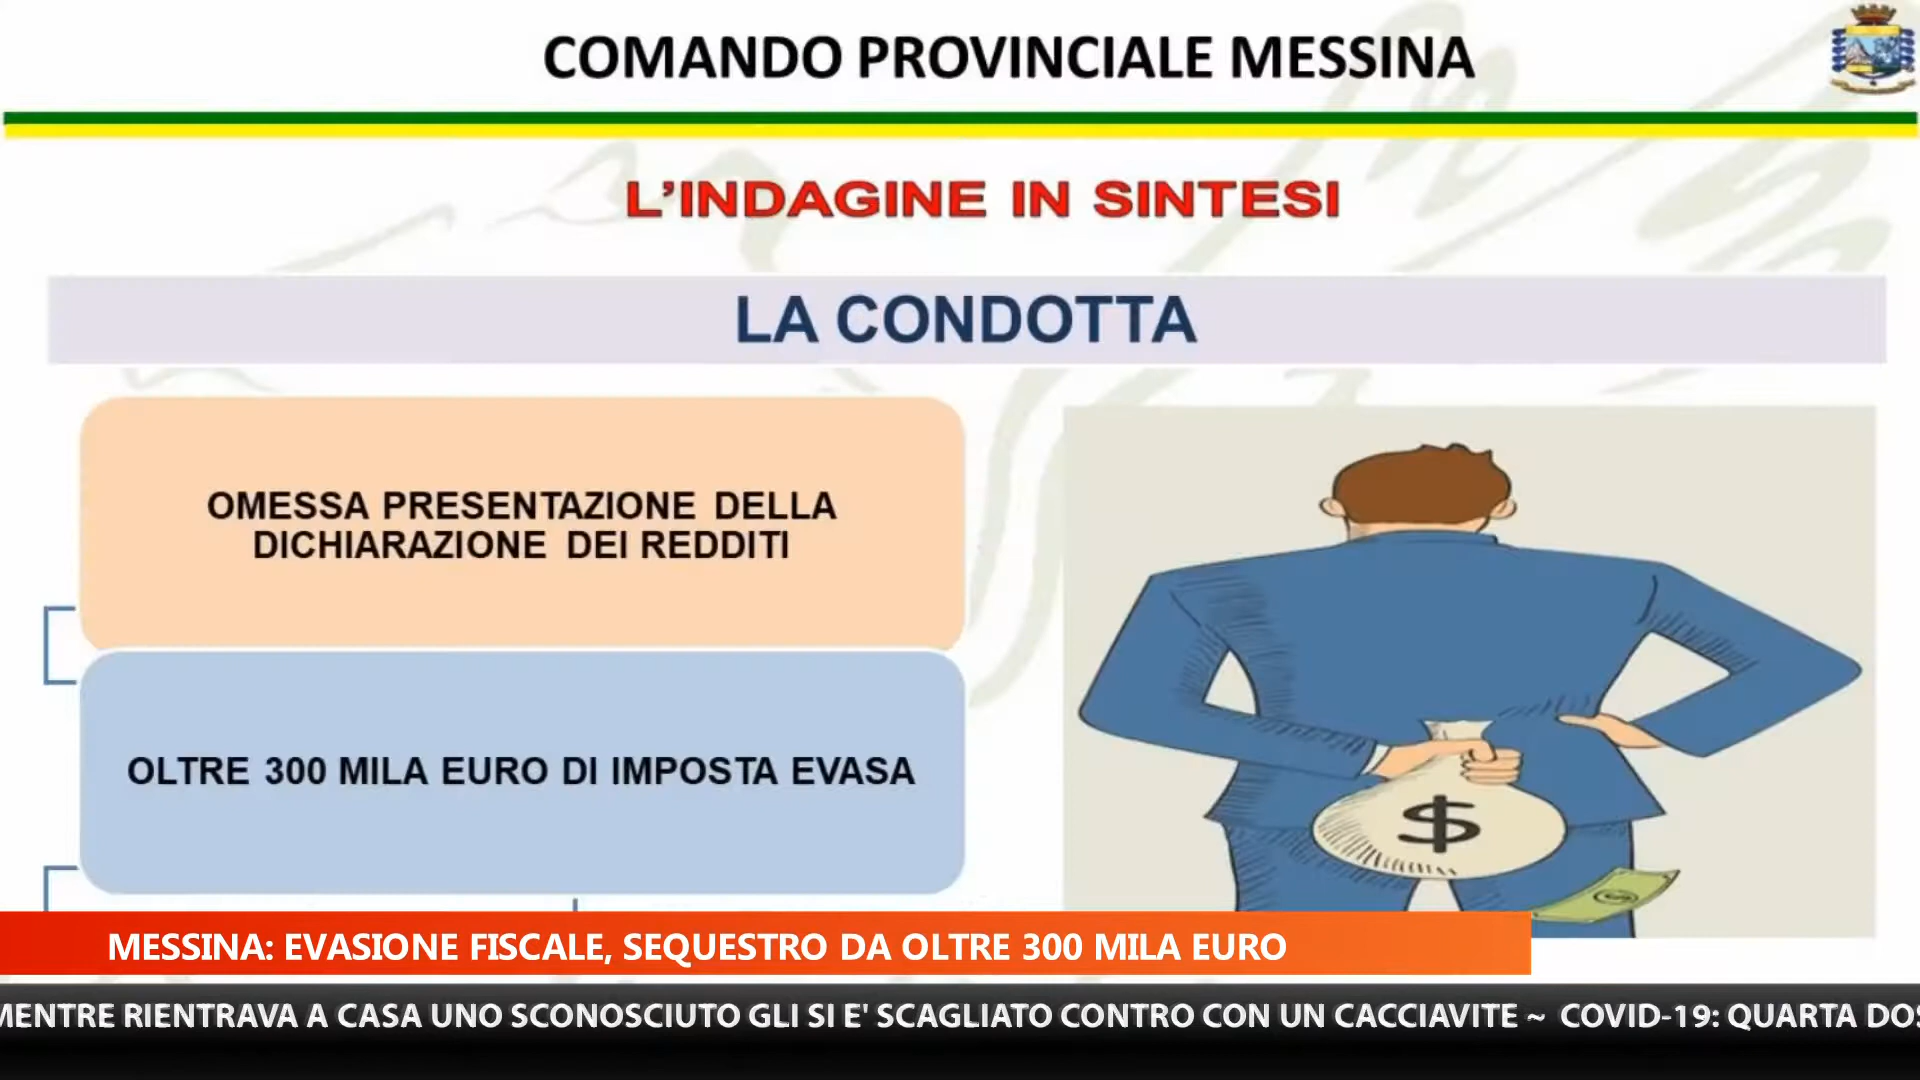 COMANDO PROVINCIALE MESSINA
L’INDAGINE IN SINTESI
LA CONDOTTA
OMESSA PRESENTAZIONE DELLA
DICHIARAZIONE DEI REDDITI
OLTRE 300 MILA EURO DI IMPOSTA EVASA
$
MESSINA: EVASIONE FISCALE, SEQUESTRO DA OLTRE 300 MILA EURO
MENTRE RIENTRAVA A CASA UNO SCONOSCIUTO GLI SI E' SCAGLIATO CONTRO CON UN CACCIAVITE ~ COVID-19: QUARTA DOS